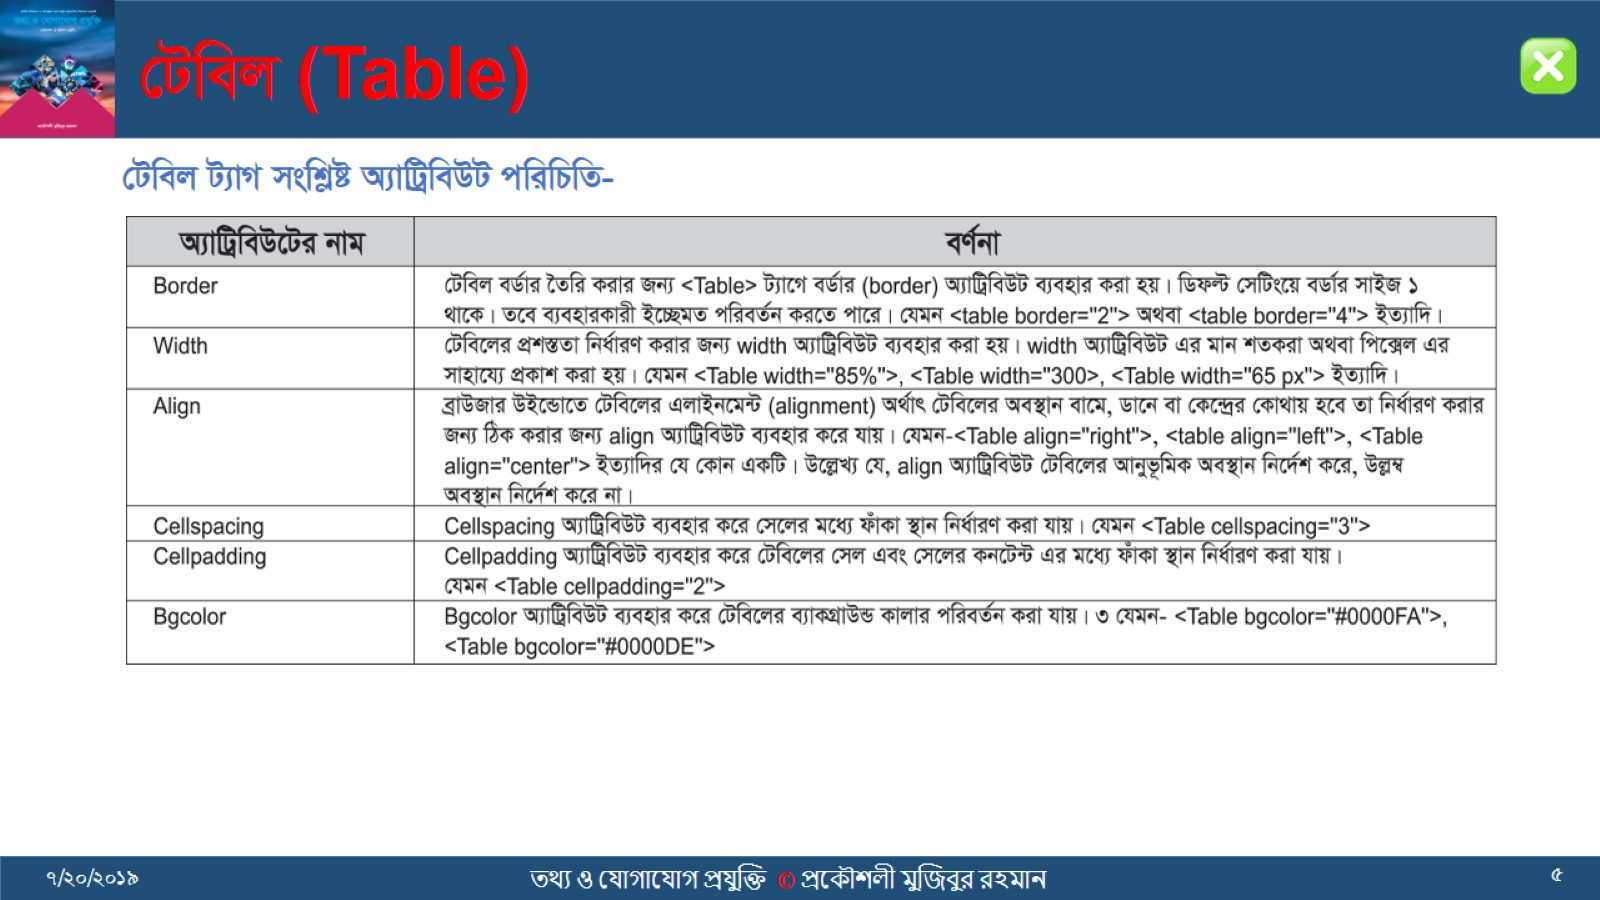 তথ্য ও যোগাযোগ প্রযুক্তি
টেবিল (Table)
টেবিল ট্যাগ সংশ্লিষ্ট অ্যাট্রিবিউট পরিচিতি-
অ্যাট্রিবিউটের নাম বর্ণনা
Border টেবিল বর্ডার তৈরি করার জন্য <Table> ট্যাগে বর্ডার (border) অ্যাট্রিবিউট ব্যবহার করা হয়। ডিফল্ট সেটিংয়ে বর্ডার সাইজ ১
থাকে। তবে ব্যবহারকারী ইচ্ছেমত পরিবর্তন করতে পারে। যেমন <table border="2"> অথবা <table border="4"> ইত্যাদি।
Width টেবিলের প্রশস্ততা নির্ধারণ করার জন্য width অ্যাট্রিবিউট ব্যবহার করা হয়। width অ্যাট্রিবিউট এর মান শতকরা অথবা পিক্সেল এর
সাহায্যে প্রকাশ করা হয়। যেমন <Table width="85%">, <Table width="300>, <Table width="65 px"> ইত্যাদি।
Align ব্রাউজার উইন্ডোতে টেবিলের এলাইনমেন্ট (alignment) অর্থাৎ টেবিলের অবস্থান বামে, ডানে বা কেন্দ্রের কোথায় হবে তা নির্ধারণ করার
জন্য ঠিক করার জন্য align অ্যাট্রিবিউট ব্যবহার করে যায়। যেমন-<Table align="right">, <table align="left">, <Table
align="center"> ইত্যাদির যে কোন একটি। উল্লেখ্য যে, align অ্যাট্রিবিউট টেবিলের আনুভূমিক অবস্থান নির্দেশ করে, উল্লম্ব
অবস্থান নির্দেশ করে না।
Cellspacing Cellspacing অ্যাট্রিবিউট ব্যবহার করে সেলের মধ্যে ফাঁকা স্থান নির্ধারণ করা যায়। যেমন <Table cellspacing="3">
Cellpadding Cellpadding অ্যাট্রিবিউট ব্যবহার করে টেবিলের সেল এবং সেলের কনটেন্ট এর মধ্যে ফাঁকা স্থান নির্ধারণ করা যায়।
যেমন <Table cellpadding="2">
Bgcolor Bgcolor অ্যাট্রিবিউট ব্যবহার করে টেবিলের ব্যাকগ্রাউন্ড কালার পরিবর্তন করা যায়। ৩ যেমন- <Table bgcolor="#0000FA">,
<Table bgcolor="#0000DE">
৭/২০/২০১৯ তথ্য ও যোগাযোগ প্রযুক্তি © প্রকৌশলী মুজিবুর রহমান ৫